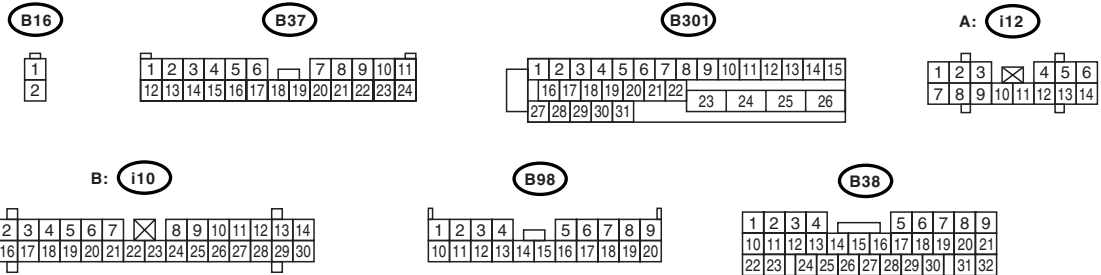 B16
B37
B301
A: i12
1
2
1 2 3 4 5 6 7 8 9 10 11
12 13 14 15 16 17 18 19 20 21 22 23 24
1 2 3 4 5 6 7 8 9 10 11 12 13 14 15
16 17 18 19 20 21 22 23 24 25 26
27 28 29 30 31
1 2 3 4 5 6
7 8 9 10 11 12 13 14
B: i10
B98
B38
2 3 4 5 6 7 8 9 10 11 12 13 14
16 17 18 19 20 21 22 23 24 25 26 27 28 29 30
1 2 3 4 5 6 7 8 9
10 11 12 13 14 15 16 17 18 19 20
1 2 3 4 5 6 7 8 9
10 11 12 13 14 15 16 17 18 19 20 21
22 23 24 25 26 27 28 29 30 31 32